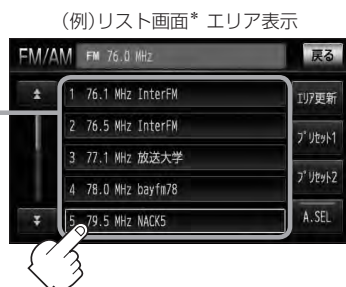 (例)リスト画面* エリア表示
FM/AM FM 76.0 MHz 戻る
1 76.1 MHz InterFM
2 76.5 MHz InterFM
3 77.1 MHz 放送大学
4 78.0 MHz bayfm78
5 79.5 MHz NACK5
エリア更新
プリセット1
プリセット2
A.SEL